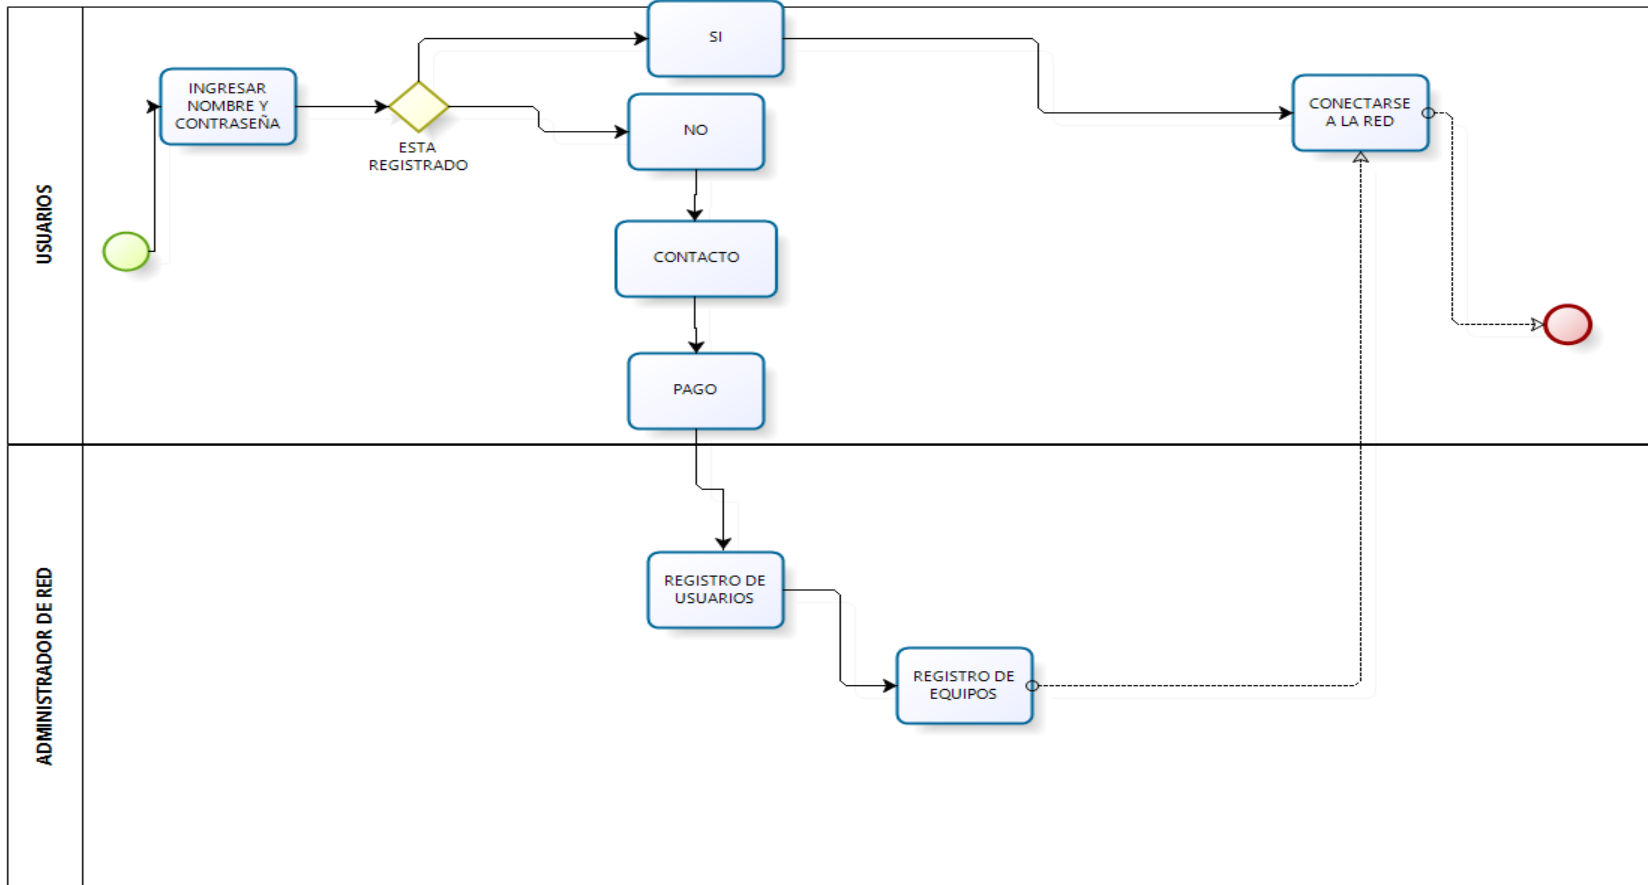 USUARIOS
INGRESAR
NOMBRE Y
CONTRASEÑA
ESTA
REGISTRADO
SI
NO
CONTACTO
PAGO
CONECTARSE
A LA RED
ADMINISTRADOR DE RED
REGISTRO DE
USUARIOS
REGISTRO DE
EQUIPOS